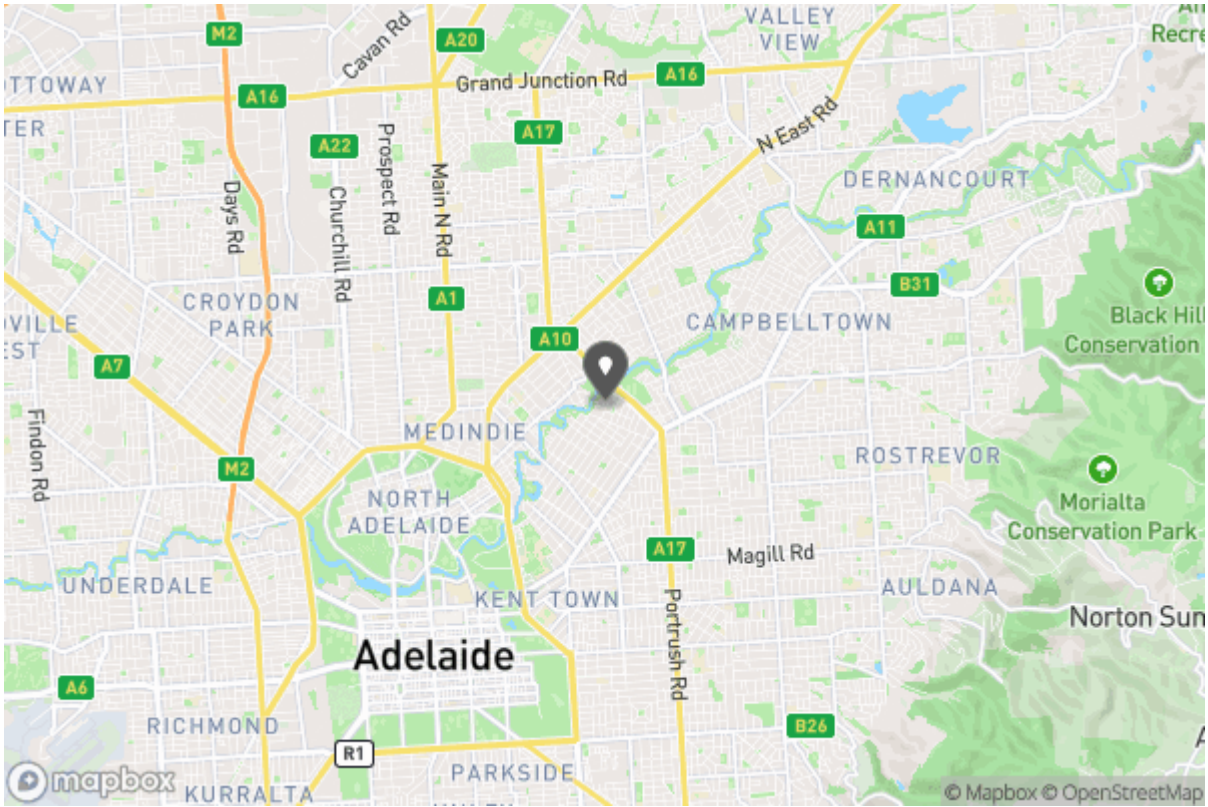 M2
Cavan Rd
A20
VALLEY
VIEW
Recre
Grand Junction Rd
A16
OTTOWAY
A16
TER
A22
Prospect Rd
A17
N East Rd
Main N Rd
Days Rd
Churchill Rd
DERNANCOURT
A11
B31
A1
CROYDON
PARK
CAMPBELLTOWN
Black Hill
Conservation
A10
A7
Findon Rd
MEDINDIE
M2
ROSTREVOR
NORTH
ADELAIDE
Morialta
Conservation Park
A17
Magill Rd
UNDERDALE
KENT TOWN
AULDANA
Portrush Rd
Norton Sum
Adelaide
A6
RICHMOND
B26
R1
PARKSIDE
mapbox
KURRALTA
© Mapbox © OpenStreetMap